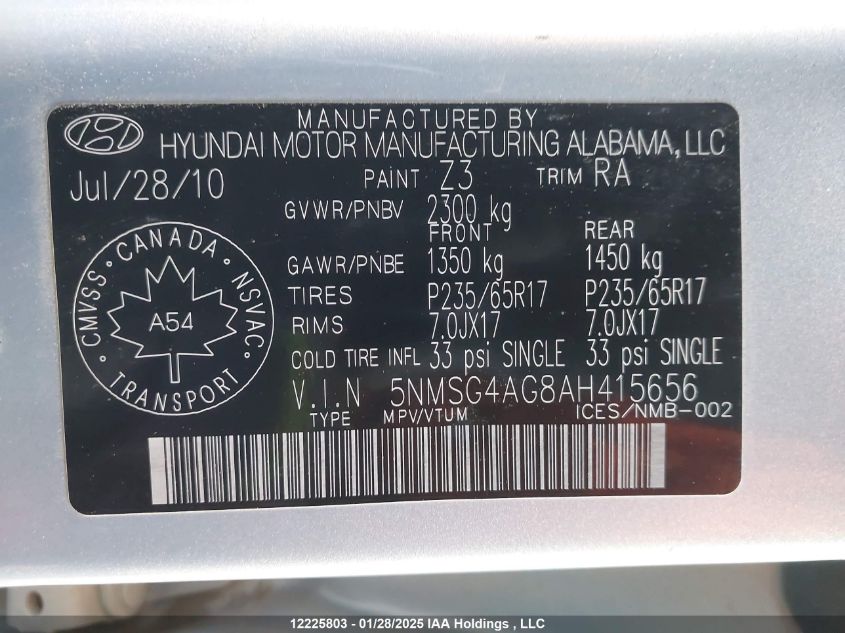 MANUFACTURED BY
HYUNDAI MOTOR MANUFACTURING ALABAMA, LLC
Jul/28/10 PAINT Z3 TRIM RA
GVWR/PNBV 2300 kg
FRONT REAR
GAWR/PNBE 1350 kg 1450 kg
TIRES P235/65R17 P235/65R17
RIMS 7.0JX17 7.0JX17
COLD TIRE INFL 33 psi SINGLE 33 psi SINGLE
V.I.N 5NMSG4AG8AH415656
TYPE MPV/VTUM ICES/NMB-002
CANADA
CMVSS NSVAC
A54
TRANSPORT
12225803 - 01/28/2025 IAA Holdings , LLC